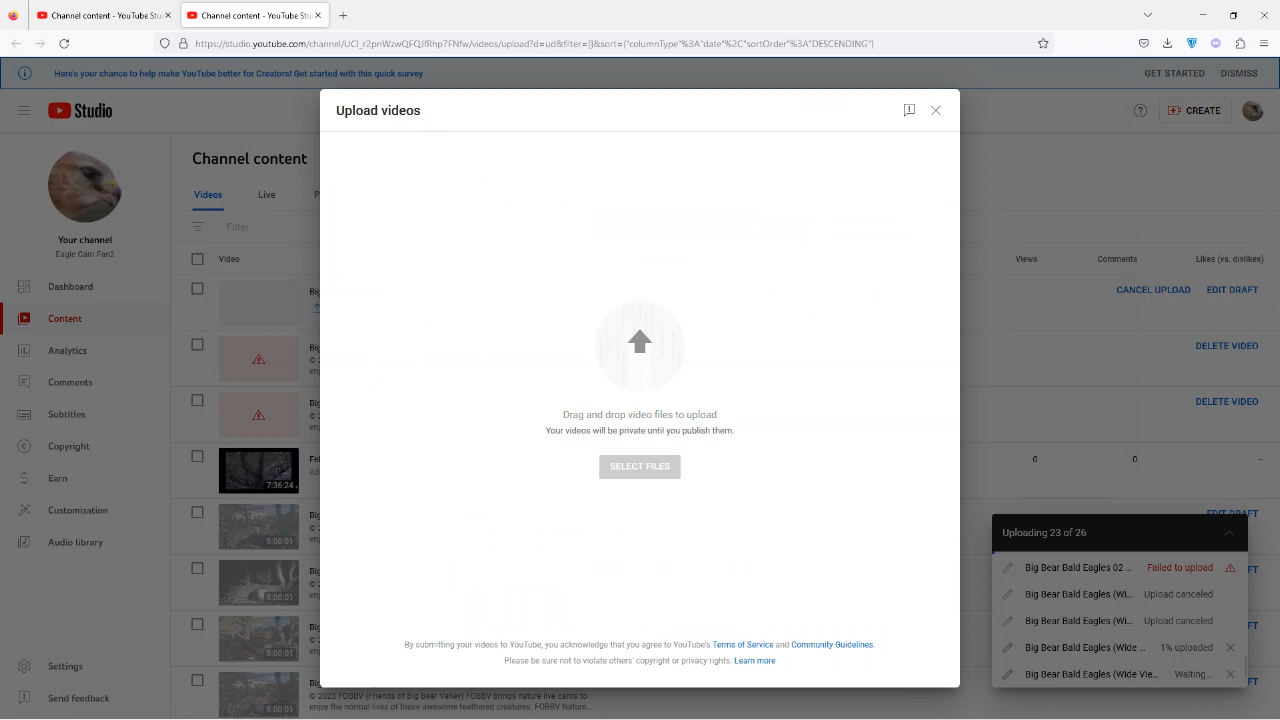 Channel content - YouTube Stu
Channel content - YouTube Stu
https://studio.youtube.com/channel/UCI_r2pnWzwQFQJfRhp7FNfw/videos/upload?d=ud&filter=[]&sort={"columnType"%3A"date"%2C"sortOrder"%3A"DESCENDING"}
Here's your chance to help make YouTube better for Creators! Get started with this quick survey
GET STARTED
DISMISS
Studio
CREATE
Your channel
Eagle Cam Fan2
Dashboard
Content
Analytics
Comments
Subtitles
Copyright
Earn
Customization
Audio library
Settings
Send feedback
Channel content
Videos
Live
Filter
Video
Views
Comments
Likes (vs. dislikes)
CANCEL UPLOAD
EDIT DRAFT
DELETE VIDEO
DELETE VIDEO
7:36:24
0
0
–
EDIT DRAFT
8:00:01
8:00:01
8:00:01
8:00:01
© 2023 FOBBV (Friends of Big Bear Valley) FOBBV brings nature live cams to
enjoy the normal lives of these awesome feathered creatures. FOBBV Nature...
Upload videos
Drag and drop video files to upload
Your videos will be private until you publish them.
SELECT FILES
By submitting your videos to YouTube, you acknowledge that you agree to YouTube's Terms of Service and Community Guidelines.
Please be sure not to violate others' copyright or privacy rights. Learn more
Uploading 23 of 26
Big Bear Bald Eagles 02 ... Failed to upload
Big Bear Bald Eagles (Wi... Upload canceled
Big Bear Bald Eagles (Wi... Upload canceled
Big Bear Bald Eagles (Wide ... 1% uploaded
Big Bear Bald Eagles (Wide Vie... Waiting...